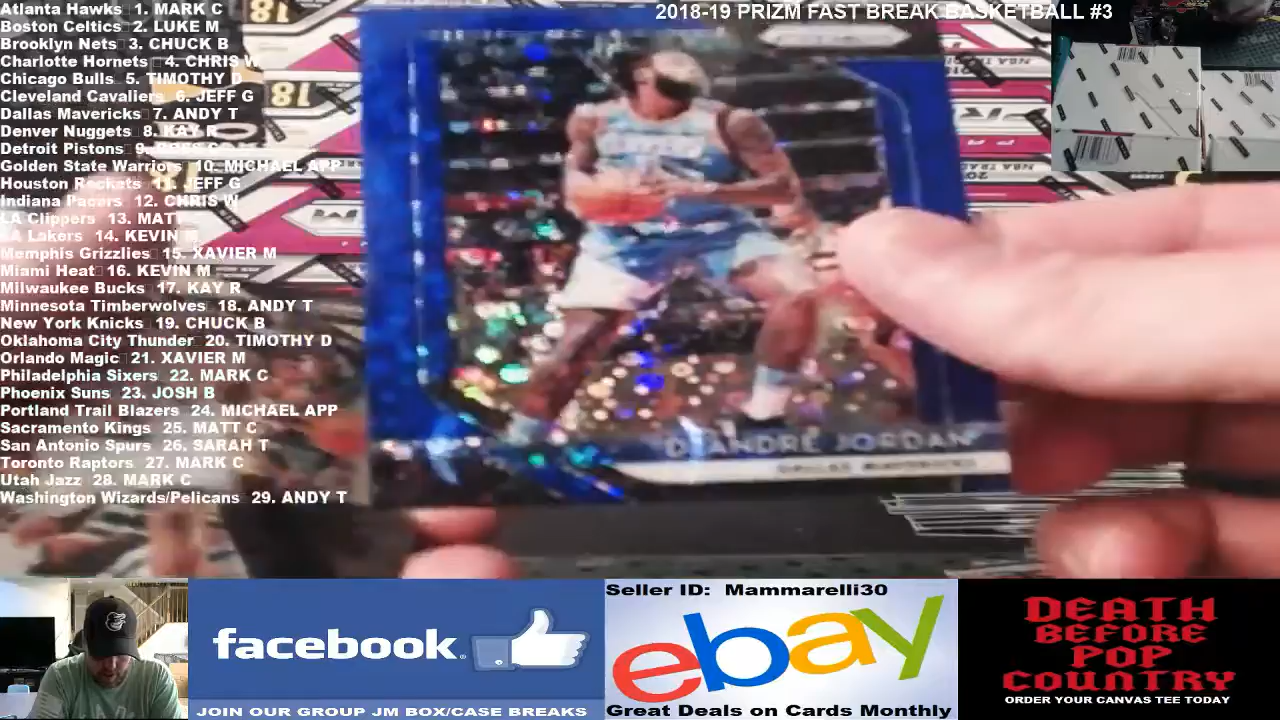 Atlanta Hawks 1. MARK C
Boston Celtics 2. LUKE M
Brooklyn Nets 3. CHUCK B
Charlotte Hornets 4. CHRIS W
Chicago Bulls 5. TIMOTHY D
Cleveland Cavaliers 6. JEFF G
Dallas Mavericks 7. ANDY T
Denver Nuggets 8. KAY R
Detroit Pistons 9.
Golden State Warriors 10. MICHAEL APP
Houston Rockets 11. JEFF G
Indiana Pacers 12. CHRIS W
LA Clippers 13. MATT C
LA Lakers 14. KEVIN M
Memphis Grizzlies 15. XAVIER M
Miami Heat 16. KEVIN M
Milwaukee Bucks 17. KAY R
Minnesota Timberwolves 18. ANDY T
New York Knicks 19. CHUCK B
Oklahoma City Thunder 20. TIMOTHY D
Orlando Magic 21. XAVIER M
Philadelphia Sixers 22. MARK C
Phoenix Suns 23. JOSH B
Portland Trail Blazers 24. MICHAEL APP
Sacramento Kings 25. MATT C
San Antonio Spurs 26. SARAH T
Toronto Raptors 27. MARK C
Utah Jazz 28. MARK C
Washington Wizards/Pelicans 29. ANDY T
2018-19 PRIZM FAST BREAK BASKETBALL #3
18
18
DEANDRE JORDAN
DALLAS MAVERICKS
facebook
JOIN OUR GROUP JM BOX/CASE BREAKS
Seller ID: Mammarelli30
ebay
Great Deals on Cards Monthly
DEATH
BEFORE
POP
COUNTRY
ORDER YOUR CANVAS TEE TODAY